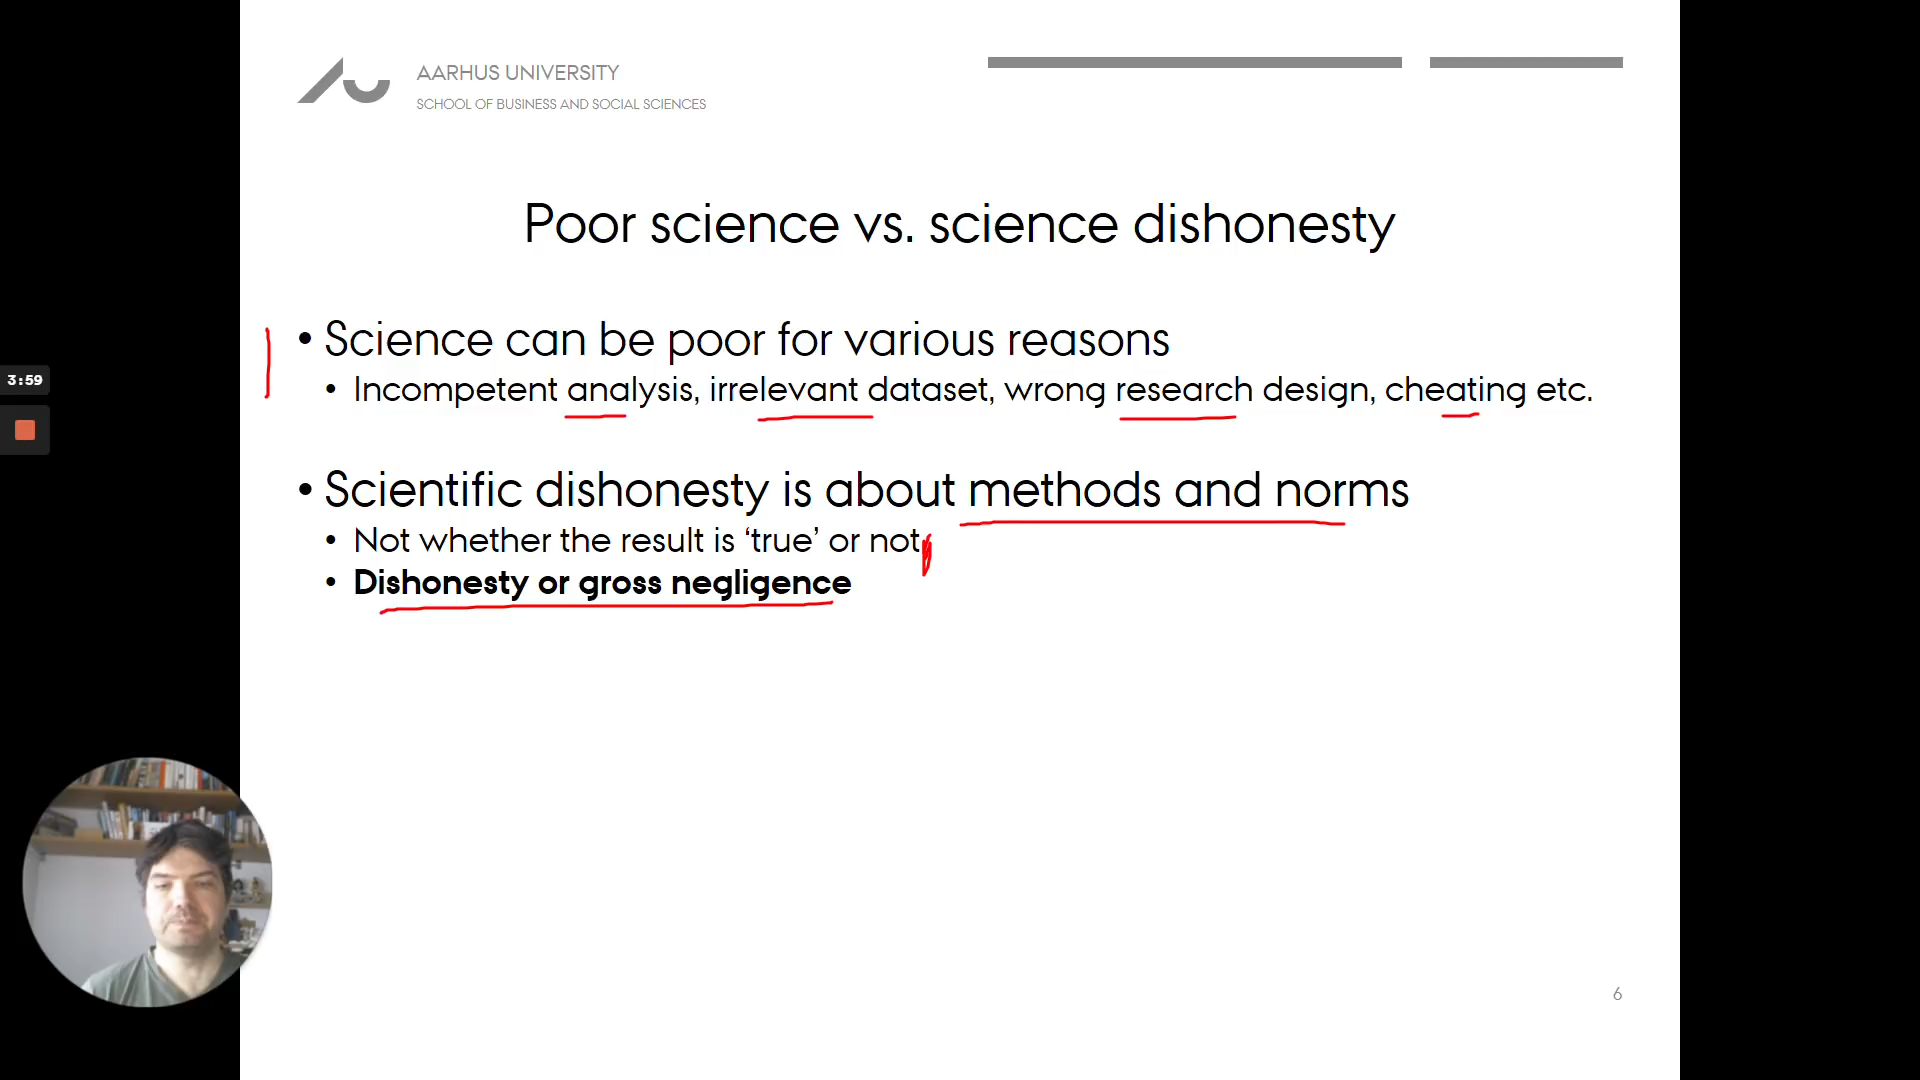 AARHUS UNIVERSITY
SCHOOL OF BUSINESS AND SOCIAL SCIENCES
Poor science vs. science dishonesty
• Science can be poor for various reasons
• Incompetent analysis, irrelevant dataset, wrong research design, cheating etc.
3:59
• Scientific dishonesty is about methods and norms
• Not whether the result is ‘true’ or not
• Dishonesty or gross negligence
6